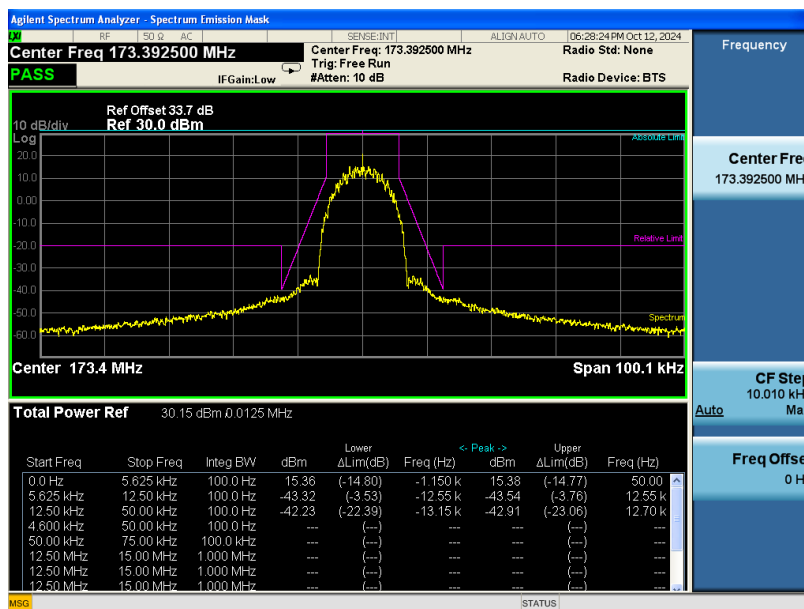 Agilent Spectrum Analyzer - Spectrum Emission Mask
LXI RF 50 Ω AC SENSE:INT ALIGN AUTO 06:28:24 PM Oct 12, 2024
Center Freq 173.392500 MHz Center Freq: 173.392500 MHz Radio Std: None
Trig: Free Run
PASS IFGain:Low #Atten: 10 dB Radio Device: BTS
Frequency
Ref Offset 33.7 dB
10 dB/div Ref 30.0 dBm
Log
Absolute Limit
20.0
10.0
0.00
-10.0
-20.0
Relative Limit
-30.0
-40.0
-50.0
Spectrum
-60.0
Center 173.4 MHz Span 100.1 kHz
Center Fre
173.392500 MH
CF Step
10.010 kH
Auto Ma
Freq Offse
0 H
Total Power Ref 30.15 dBm /0.0125 MHz
Lower <- Peak -> Upper
Start Freq Stop Freq Integ BW dBm ΔLim(dB) Freq (Hz) dBm ΔLim(dB) Freq (Hz)
0.0 Hz 5.625 kHz 100.0 Hz 15.36 (-14.80) -1.150 k 15.38 (-14.77) 50.00
5.625 kHz 12.50 kHz 100.0 Hz -43.32 (-3.53) -12.55 k -43.54 (-3.76) 12.55 k
12.50 kHz 50.00 kHz 100.0 Hz -42.23 (-22.39) -13.15 k -42.91 (-23.06) 12.70 k
4.600 kHz 50.00 kHz 100.0 Hz --- (---) --- --- (---) ---
50.00 kHz 75.00 kHz 100.0 kHz --- (---) --- --- (---) ---
12.50 MHz 15.00 MHz 1.000 MHz --- (---) --- --- (---) ---
12.50 MHz 15.00 MHz 1.000 MHz --- (---) --- --- (---) ---
12.50 MHz 15.00 MHz 1.000 MHz --- (---) --- --- (---) ---
MSG STATUS